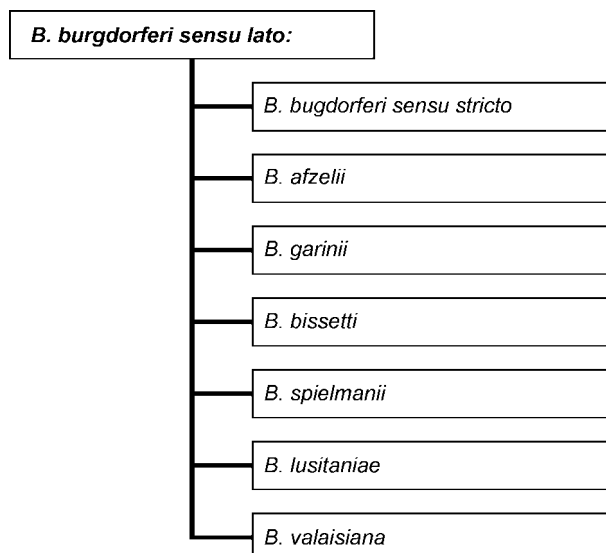 B. burgdorferi sensu lato:
B. bugdorferi sensu stricto
B. afzelii
B. garinii
B. bissetti
B. spielmanii
B. lusitaniae
B. valaisiana